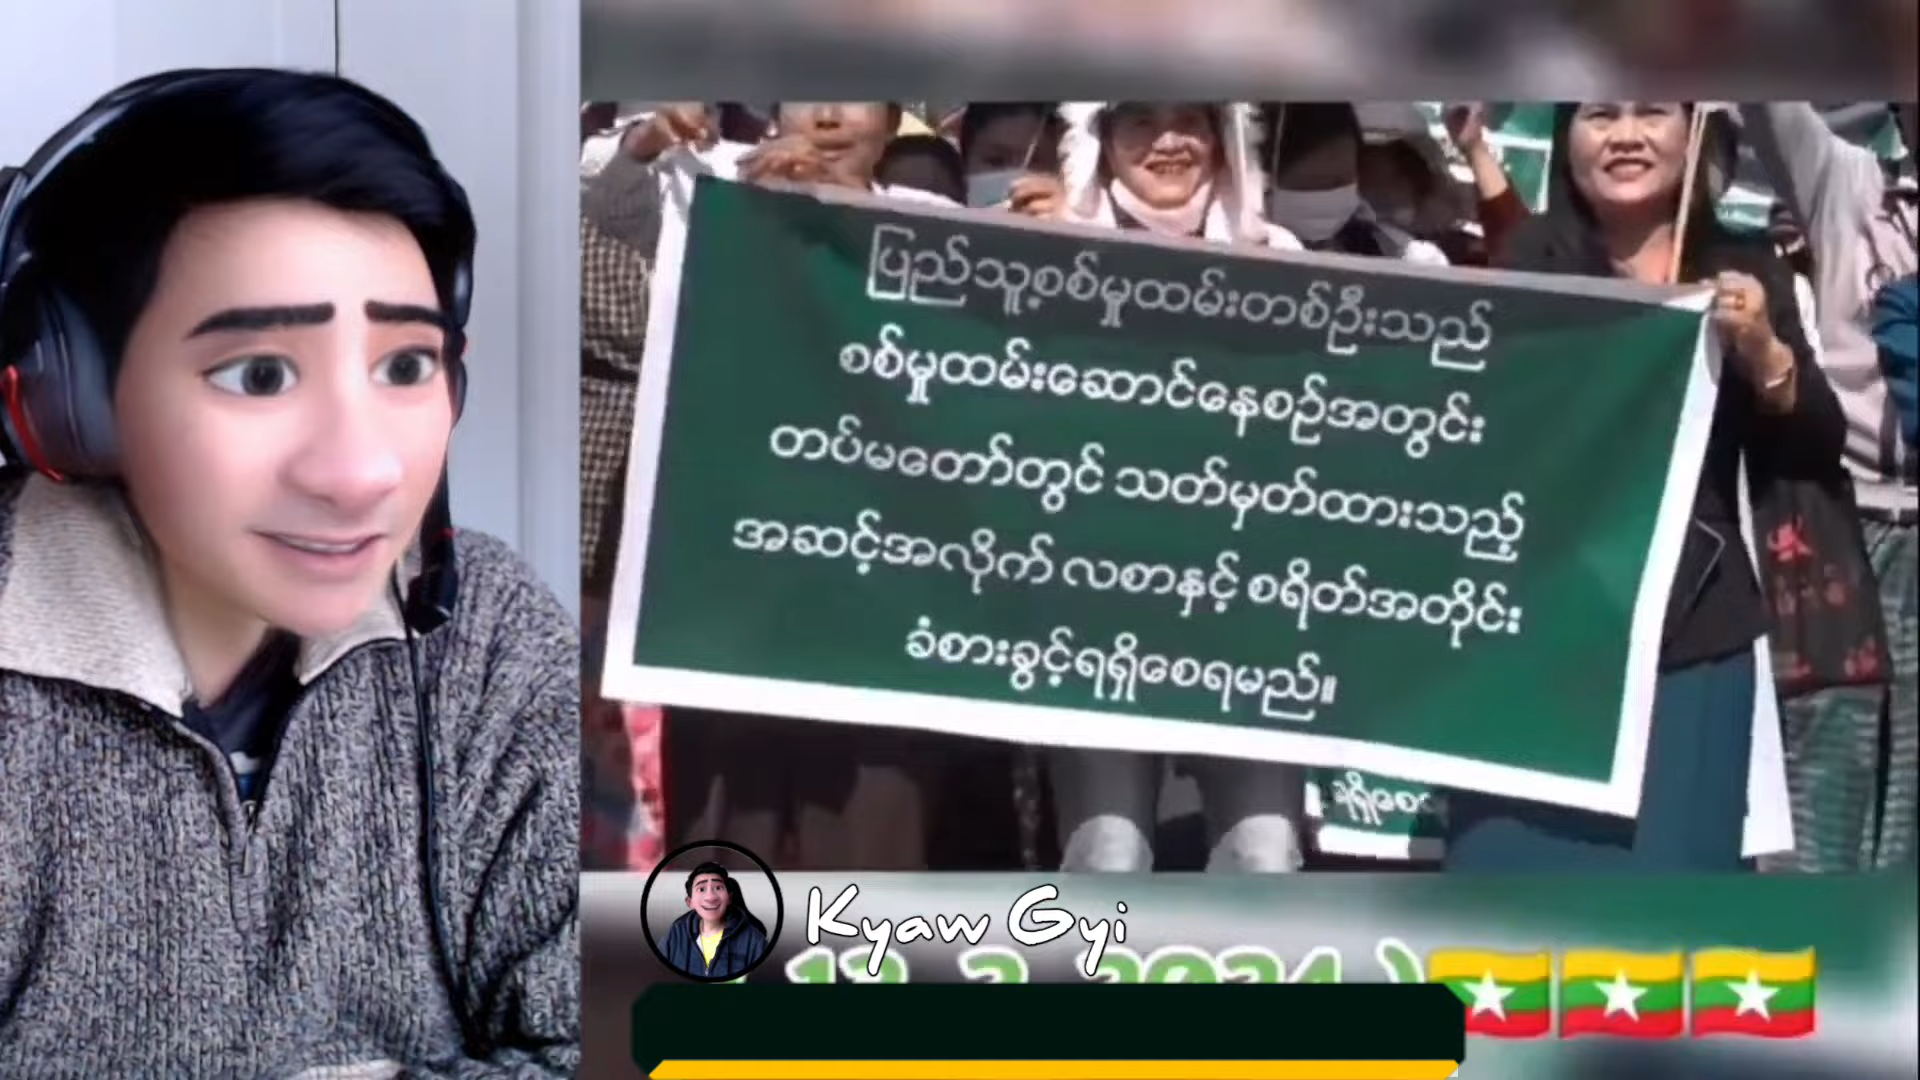 ပြည်သူ့စစ်မှုထမ်းတစ်ဦးသည်
စစ်မှုထမ်းဆောင်နေစဉ်အတွင်း
တပ်မတော်တွင် သတ်မှတ်ထားသည့်
အဆင့်အလိုက် လစာနှင့် စရိတ်အတိုင်း
ခံစားခွင့်ရရှိစေရမည်။
Kyaw Gyi